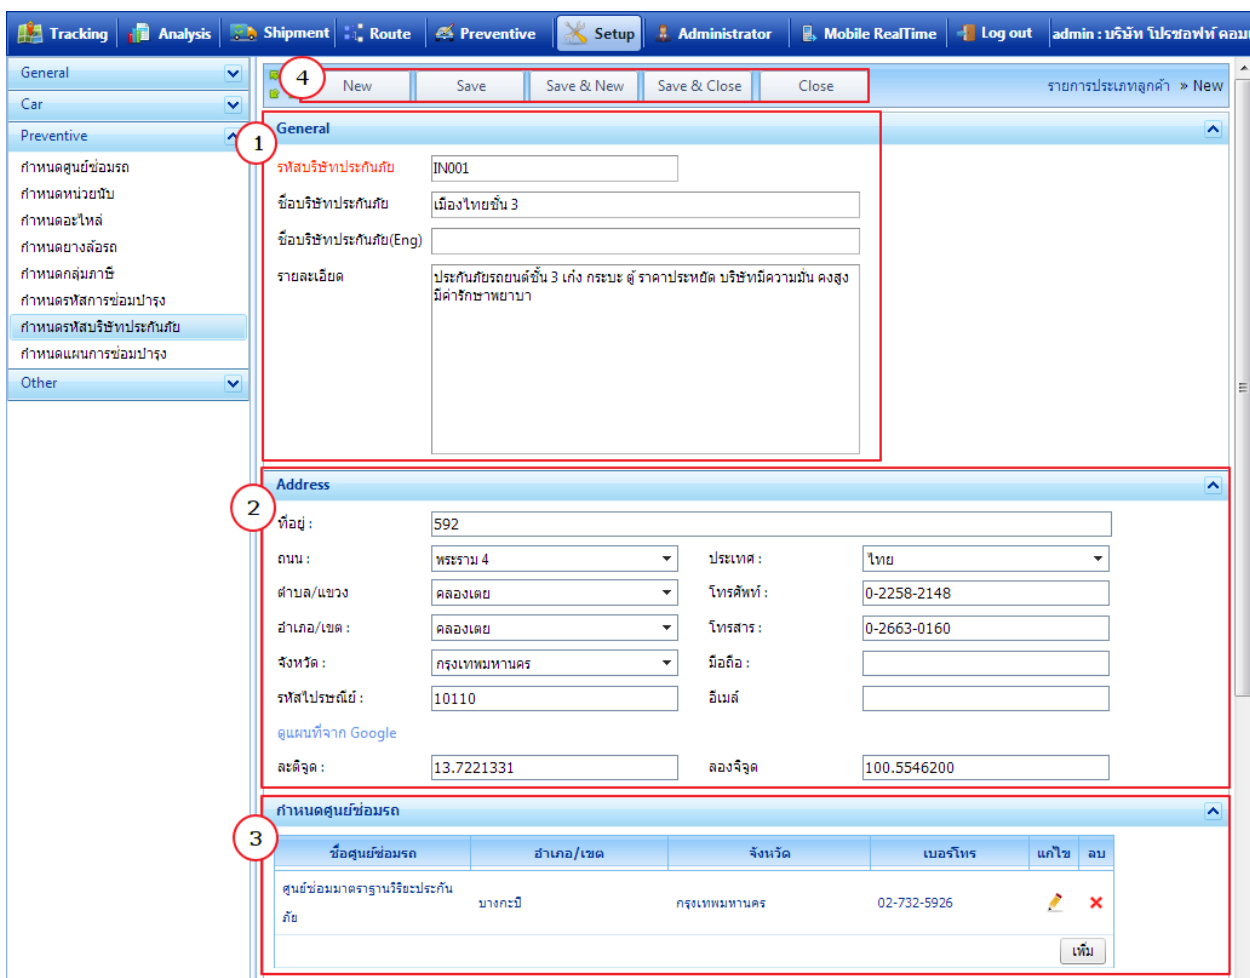 Tracking Analysis Shipment Route Preventive Setup Administrator Mobile RealTime Log out admin : บริษัท โปรซอฟท์ คอม
General
Car
Preventive
กำหนดศูนย์ซ่อมรถ
กำหนดหน่วยนับ
กำหนดอะไหล่
กำหนดยางล้อรถ
กำหนดกลุ่มภาษี
กำหนดรหัสการซ่อมบำรุง
กำหนดรหัสบริษัทประกันภัย
กำหนดแผนการซ่อมบำรุง
Other
4 New Save Save & New Save & Close Close รายการประเภทลูกค้า » New
1 General
รหัสบริษัทประกันภัย IN001
ชื่อบริษัทประกันภัย เมืองไทยชั้น 3
ชื่อบริษัทประกันภัย(Eng)
รายละเอียด ประกันภัยรถยนต์ชั้น 3 เก๋ง กระบะ ตู้ ราคาประหยัด บริษัทมีความมั่น คงสูง
มีค่ารักษาพยาบา
2 Address
ที่อยู่ : 592
ถนน : พระราม 4 ประเทศ : ไทย
ตำบล/แขวง คลองเตย โทรศัพท์ : 0-2258-2148
อำเภอ/เขต : คลองเตย โทรสาร : 0-2663-0160
จังหวัด : กรุงเทพมหานคร มือถือ :
รหัสไปรษณีย์ : 10110 อีเมล์
ดูแผนที่จาก Google
ละติจูด : 13.7221331 ลองจิจูด 100.5546200
3 กำหนดศูนย์ซ่อมรถ
ชื่อศูนย์ซ่อมรถ อำเภอ/เขต จังหวัด เบอร์โทร แก้ไข ลบ
ศูนย์ซ่อมมาตราฐานวิริยะประกัน
ภัย บางกะปิ กรุงเทพมหานคร 02-732-5926
เพิ่ม